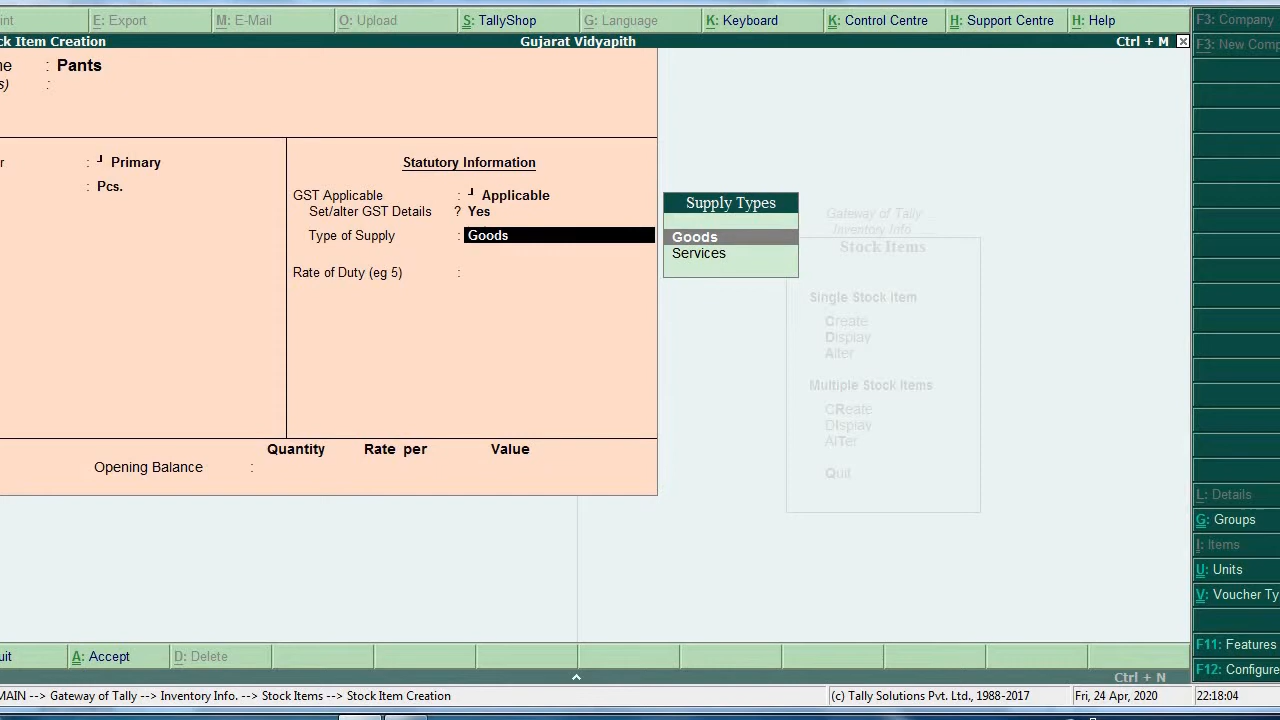 int
E: Export
M: E-Mail
O: Upload
S: TallyShop
G: Language
K: Keyboard
K: Control Centre
H: Support Centre
H: Help
F3: Company
ck Item Creation
Gujarat Vidyapith
Ctrl + M
F3: New Comp
me : Pants
s) :
r : Primary
: Pcs.
Statutory Information
GST Applicable : Applicable
Set/alter GST Details ? Yes
Type of Supply : Goods
Rate of Duty (eg 5) :
Supply Types
Goods
Services
Gateway of Tally ...
Inventory Info. ...
Stock Items
Single Stock Item
Create
Display
Alter
Multiple Stock Items
CReate
DIsplay
AlTer
Quit
Quantity Rate per Value
Opening Balance :
L: Details
G: Groups
I: Items
U: Units
V: Voucher Ty
F11: Features
F12: Configure
uit
A: Accept
D: Delete
Ctrl + N
MAIN --> Gateway of Tally --> Inventory Info. --> Stock Items --> Stock Item Creation
(c) Tally Solutions Pvt. Ltd., 1988-2017
Fri, 24 Apr, 2020
22:18:04